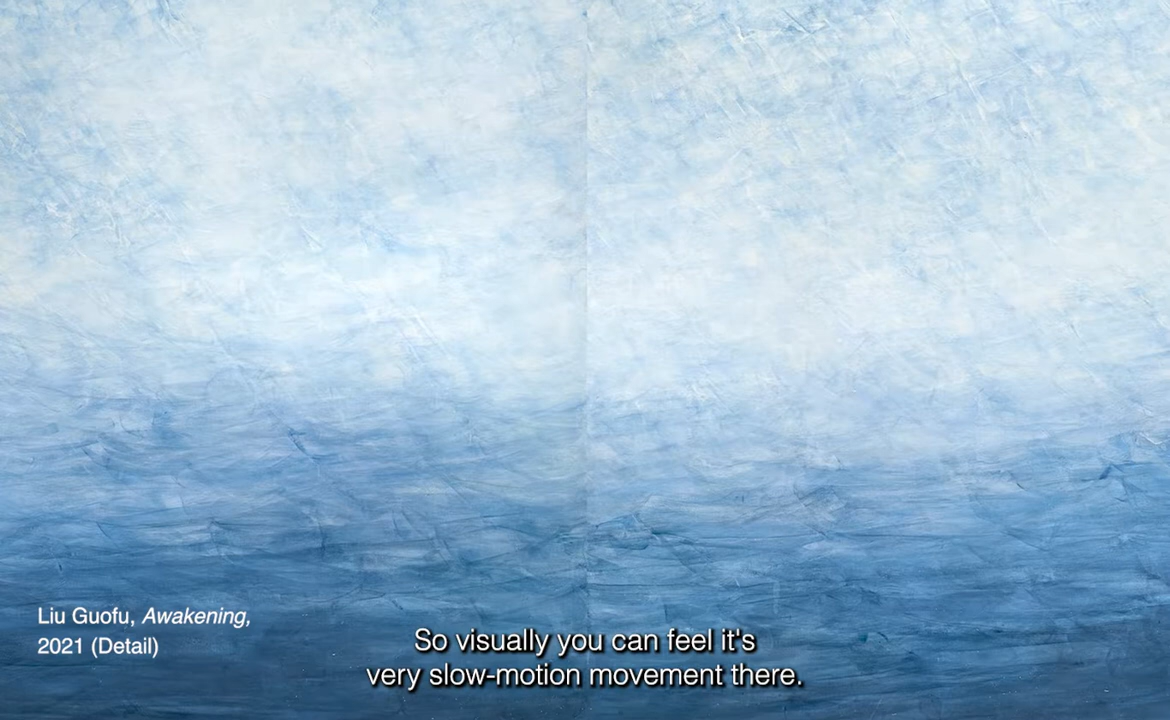 Liu Guofu, Awakening,
2021 (Detail)
So visually you can feel it's
very slow-motion movement there.